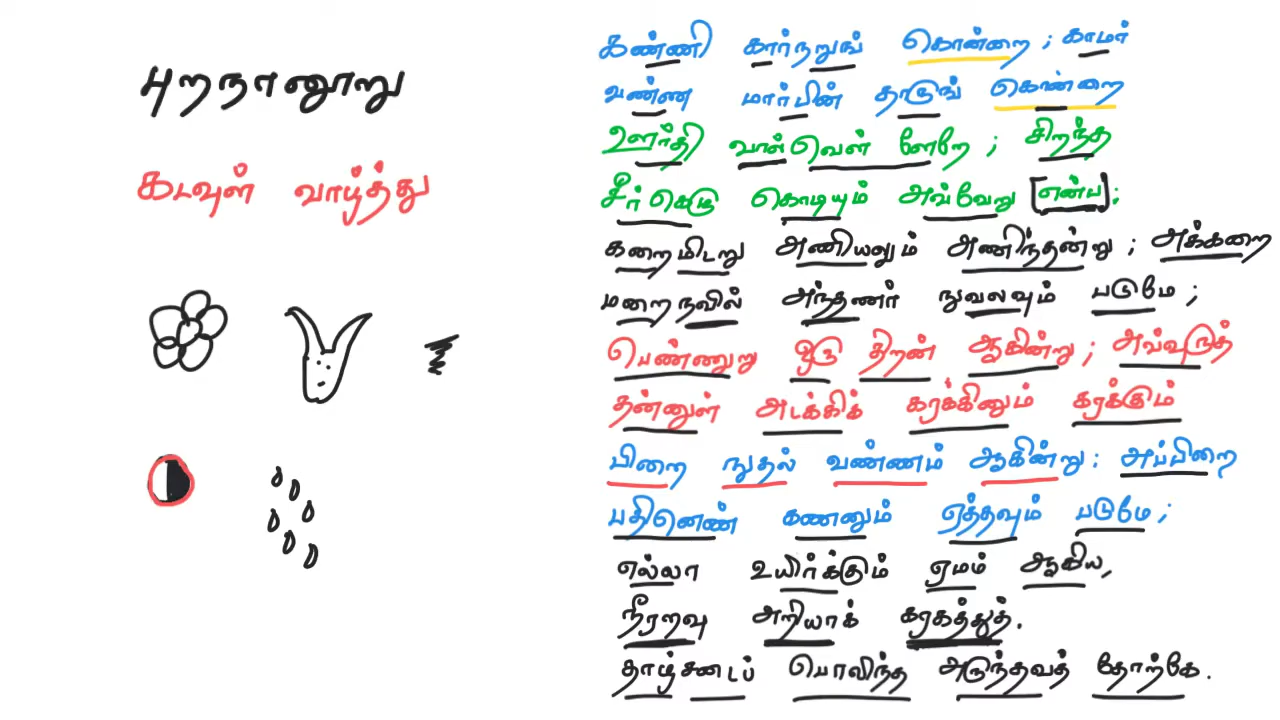 புறநானூறு
கடவுள் வாழ்த்து
கண்ணி கார்நறுங் கொன்றை ; காமர்
வண்ண மார்பின் தாருங் கொன்றை
ஊர்தி வால்வெள் ளேறே ; சிறந்த
சீர்கெழு கொடியும் அவ்வேறு [என்ப];
கறைமிடறு அணியலும் அணிந்தன்று ; அக்கறை
மறைநவில் அந்தணர் நுவலவும் படுமே ;
பெண்ணுரு ஒரு திறன் ஆகின்று ; அவ்வுருத்
தன்னுள் அடக்கிக் கரக்கினும் கரக்கும்
பிறை நுதல் வண்ணம் ஆகின்று : அப்பிறை
பதினெண் கணனும் ஏத்தவும் படுமே ;
எல்லா உயிர்க்கும் ஏமம் ஆகிய,
நீரறவு அறியாக் கரகத்துத்.
தாழ்சடைப் பொலிந்த அருந்தவத் தோற்கே.